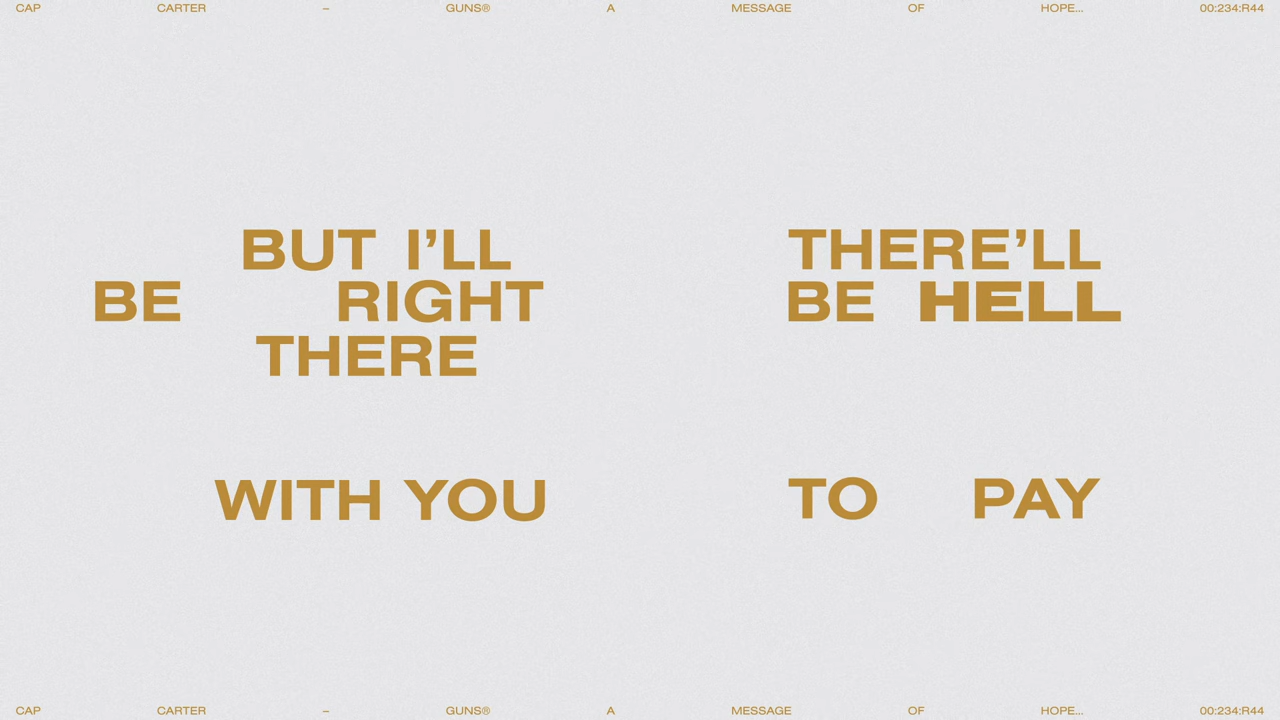 CAP CARTER – GUNS® A MESSAGE OF HOPE... 00:234:R44
BUT I’LL
BE RIGHT
THERE
WITH YOU
THERE’LL
BE HELL
TO PAY
CAP CARTER – GUNS® A MESSAGE OF HOPE... 00:234:R44